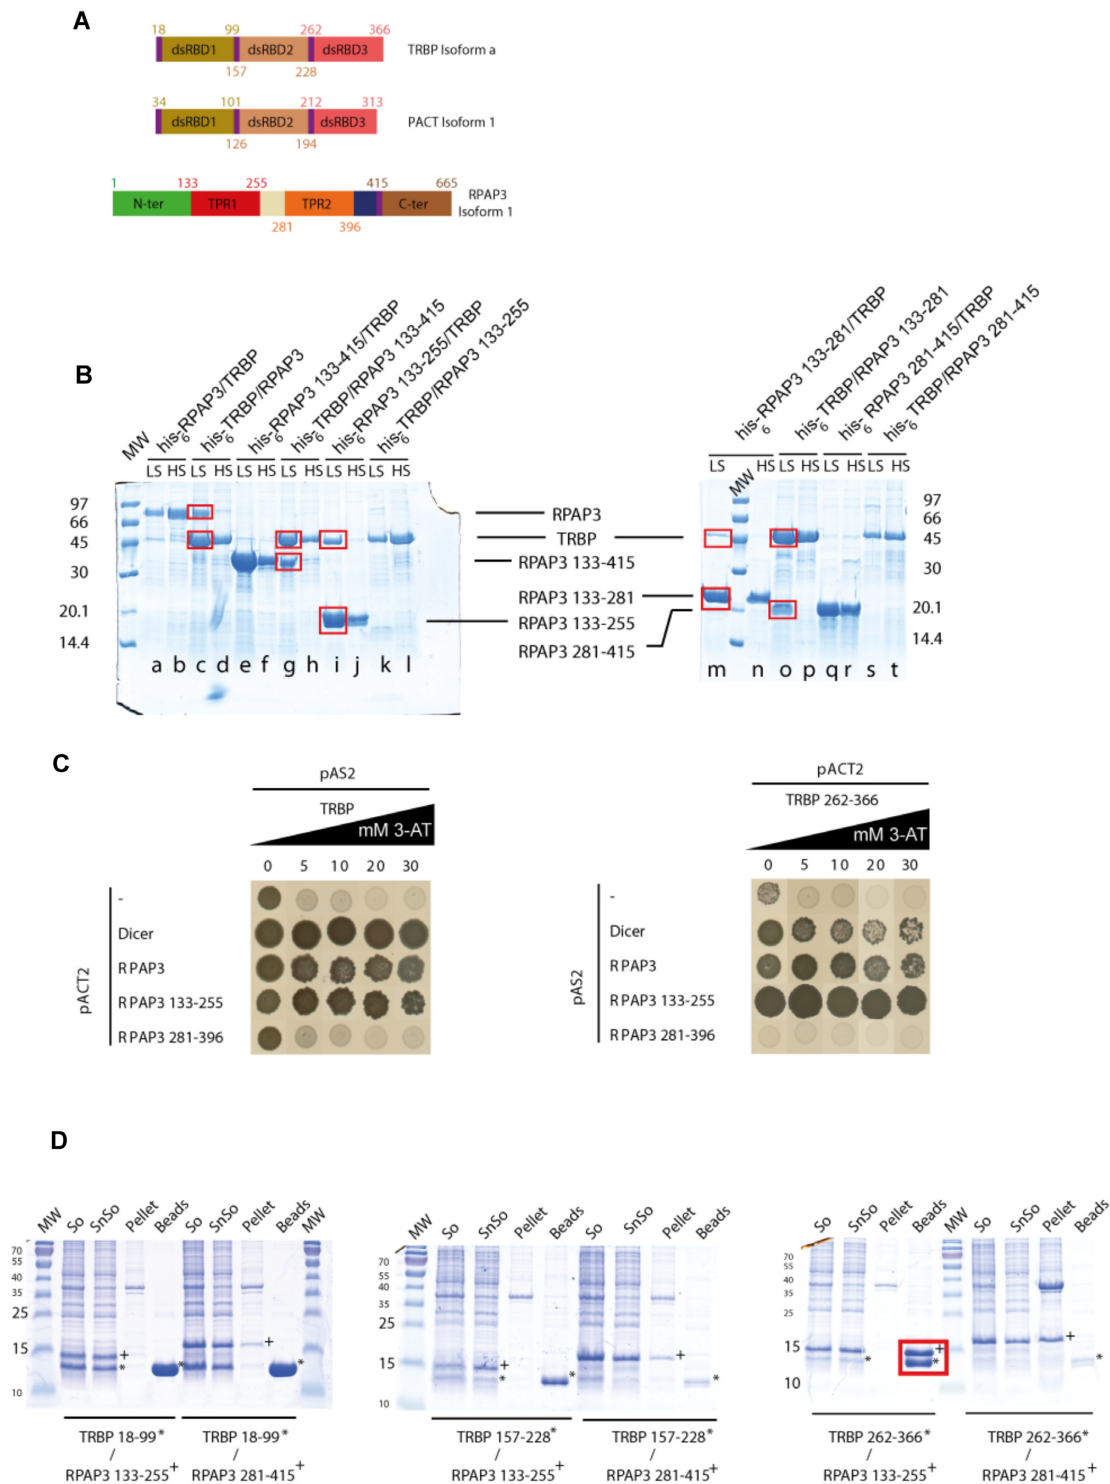 A
18 99 262 366
dsRBD1 dsRBD2 dsRBD3 TRBP Isoform a
157 228
34 101 212 313
dsRBD1 dsRBD2 dsRBD3 PACT Isoform 1
126 194
1 133 255 415 665
N-ter TPR1 TPR2 C-ter RPAP3 Isoform 1
281 396
B
MW
his6-RPAP3/TRBP
his6-TRBP/RPAP3
his6-RPAP3 133-415/TRBP
his6-TRBP/RPAP3 133-415
his6-RPAP3 133-255/TRBP
his6-TRBP/RPAP3 133-255
LS HS LS HS LS HS LS HS LS HS LS HS
97
66
45
30
20.1
14.4
a b c d e f g h i j k l
RPAP3
TRBP
RPAP3 133-415
RPAP3 133-281
RPAP3 133-255
RPAP3 281-415
his6-RPAP3 133-281/TRBP
his6-TRBP/RPAP3 133-281
his6-RPAP3 281-415/TRBP
his6-TRBP/RPAP3 281-415
LS MW HS LS HS LS HS LS HS
97
66
45
30
20.1
14.4
m n o p q r s t
C
pAS2
TRBP
mM 3-AT
0 5 10 20 30
pACT2
-
Dicer
RPAP3
RPAP3 133-255
RPAP3 281-396
pACT2
TRBP 262-366
mM 3-AT
0 5 10 20 30
pAS2
-
Dicer
RPAP3
RPAP3 133-255
RPAP3 281-396
D
MW So SnSo Pellet Beads So SnSo Pellet Beads MW
70
55
40
35
25
15
10
+ * * + *
TRBP 18-99* / RPAP3 133-255+
TRBP 18-99* / RPAP3 281-415+
MW So SnSo Pellet Beads So SnSo Pellet Beads
70
55
40
35
25
15
10
+ * * + *
TRBP 157-228* / RPAP3 133-255+
TRBP 157-228* / RPAP3 281-415+
So SnSo Pellet Beads MW So SnSo Pellet Beads
70
55
40
35
25
15
10
* + * + *
TRBP 262-366* / RPAP3 133-255+
TRBP 262-366* / RPAP3 281-415+